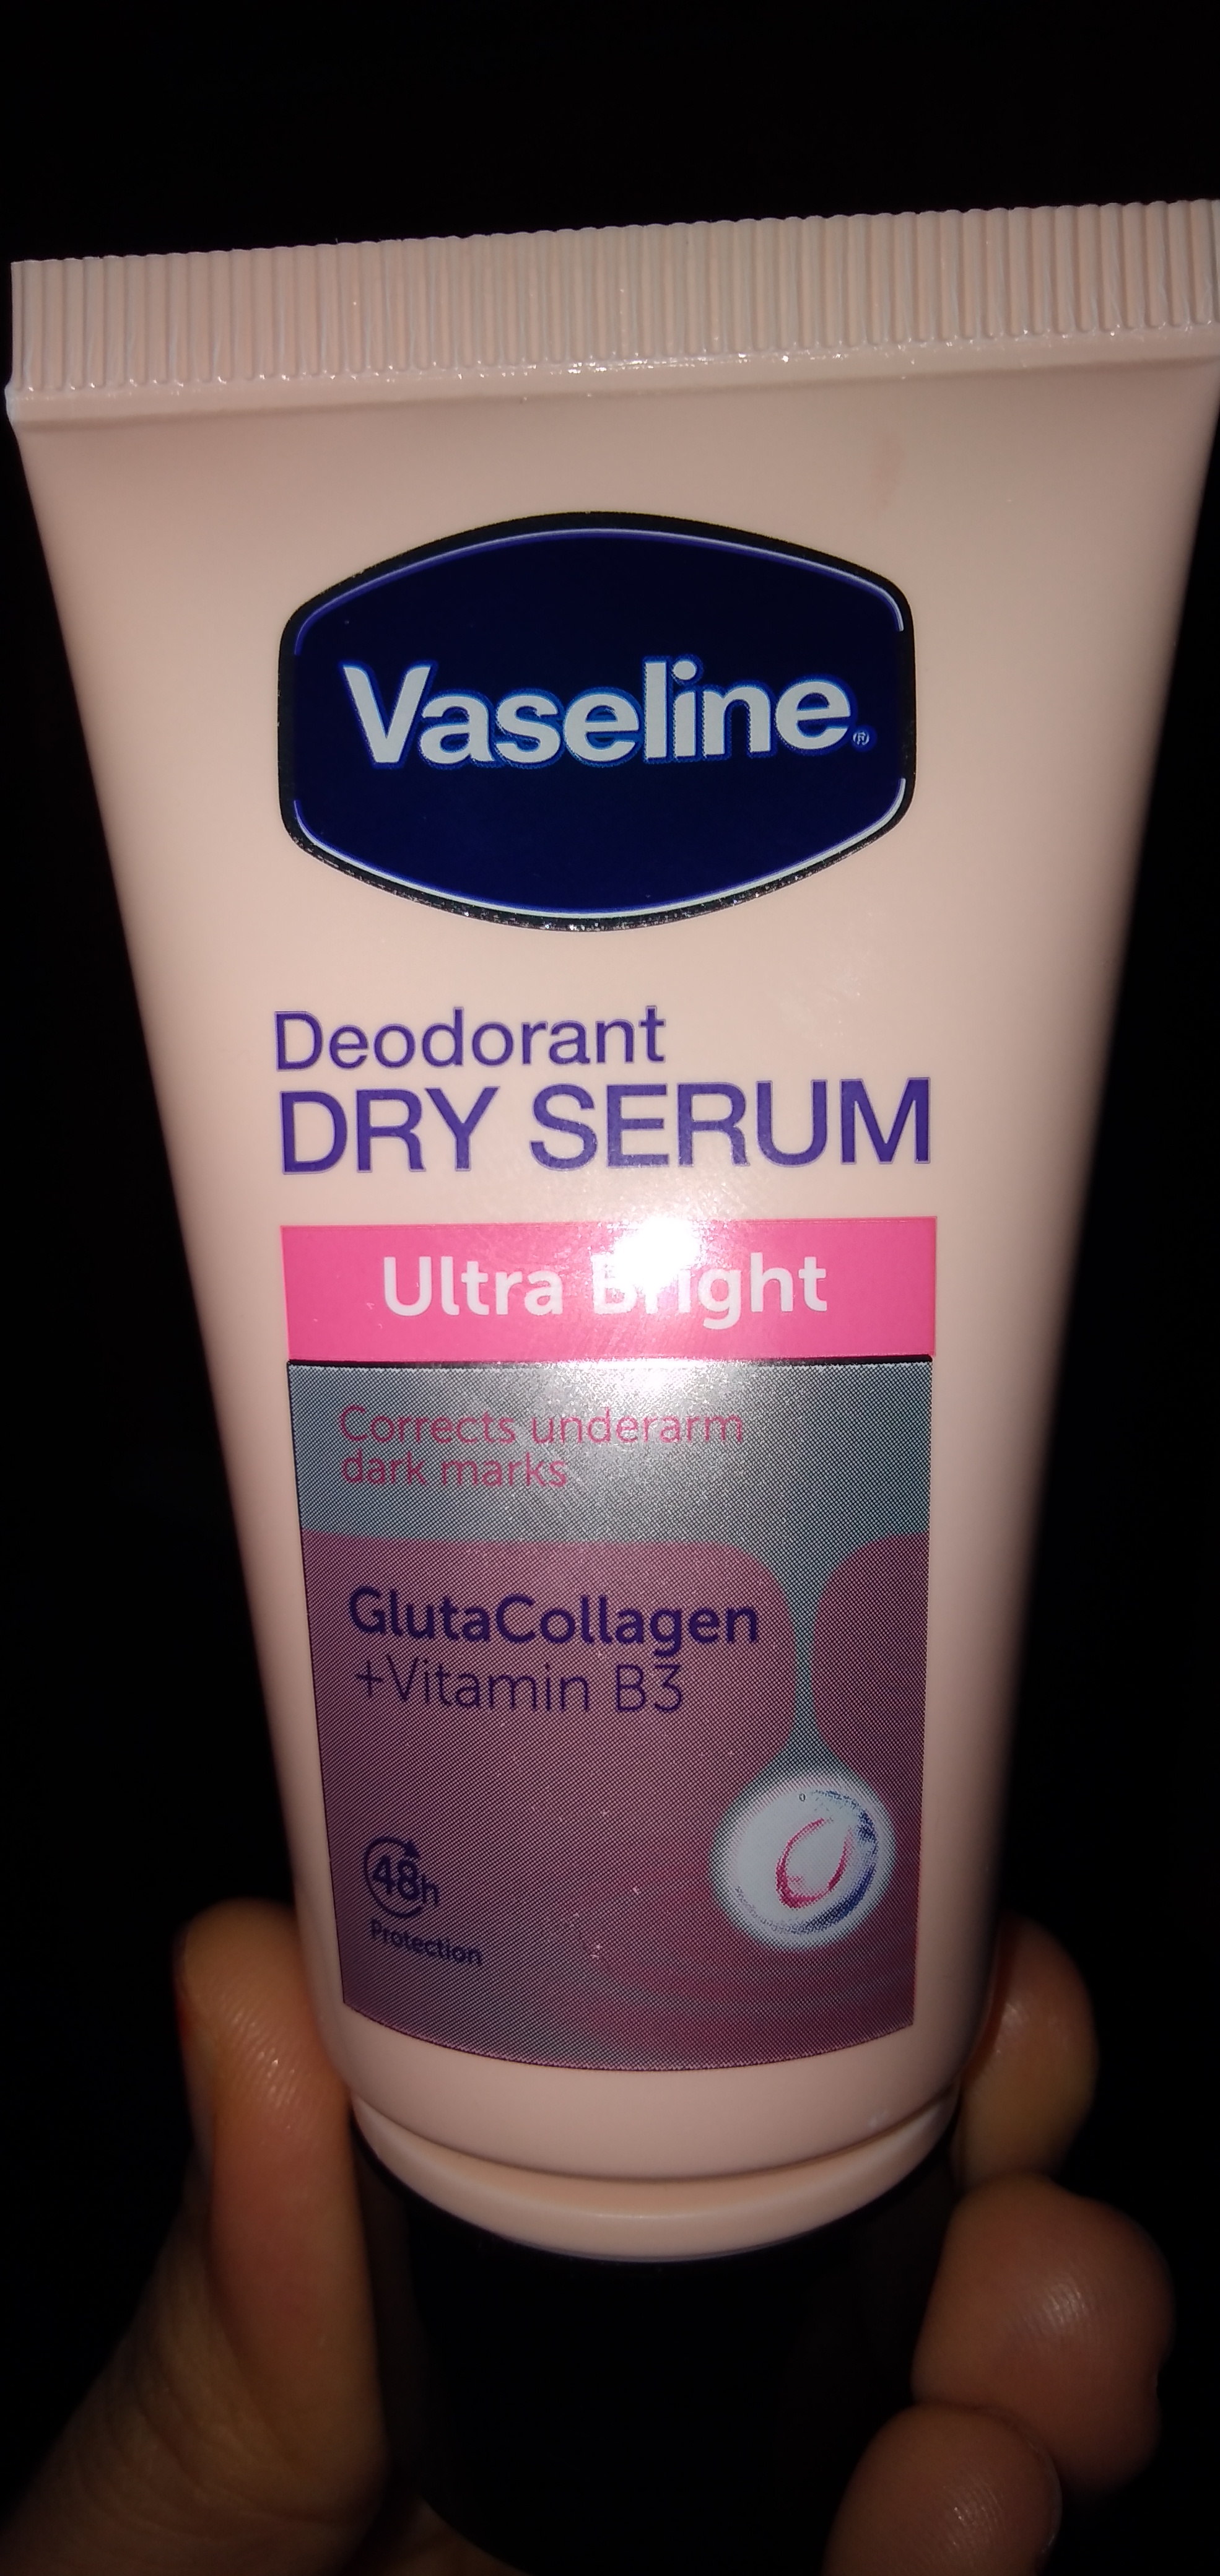 Vaseline®
Deodorant
DRY SERUM
Ultra Bright
Corrects underarm
dark marks
GlutaCollagen
+Vitamin B3
48h
Protection